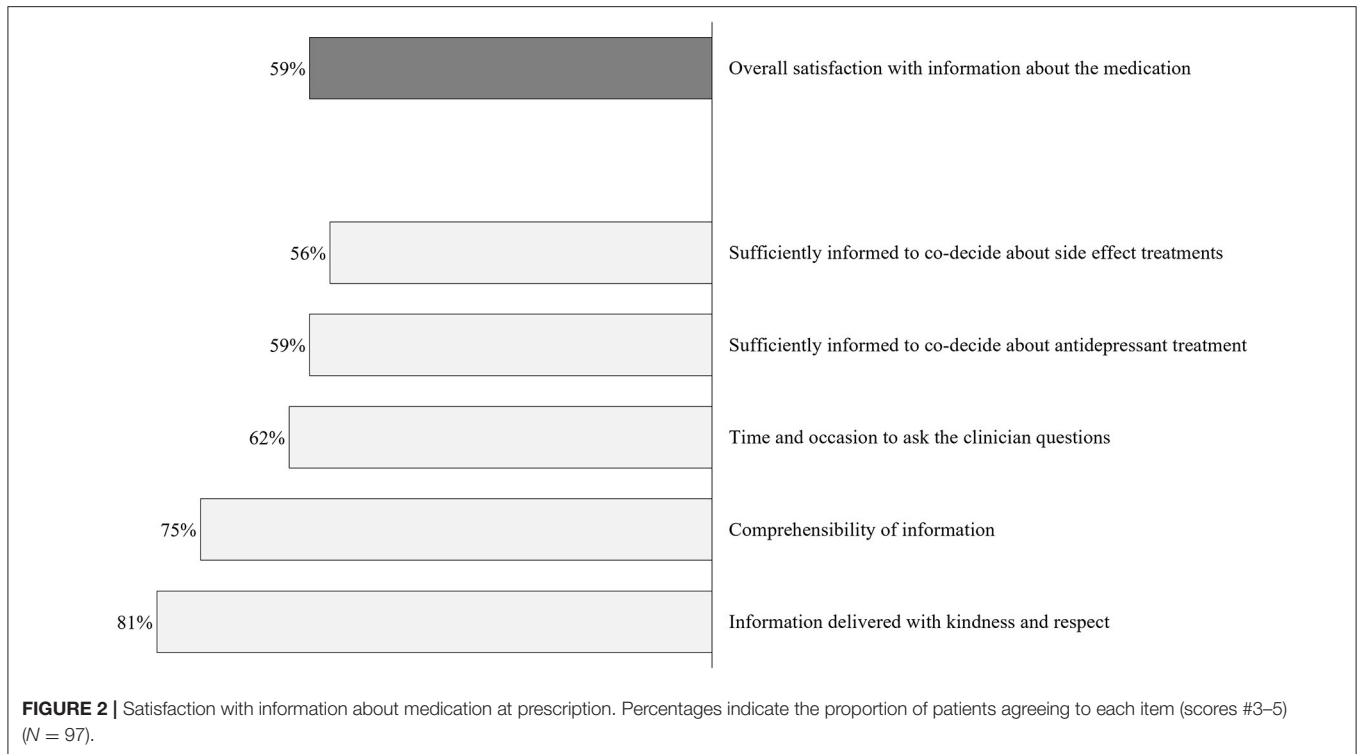 59% Overall satisfaction with information about the medication
56% Sufficiently informed to co-decide about side effect treatments
59% Sufficiently informed to co-decide about antidepressant treatment
62% Time and occasion to ask the clinician questions
75% Comprehensibility of information
81% Information delivered with kindness and respect
FIGURE 2 | Satisfaction with information about medication at prescription. Percentages indicate the proportion of patients agreeing to each item (scores #3–5)
(N = 97).